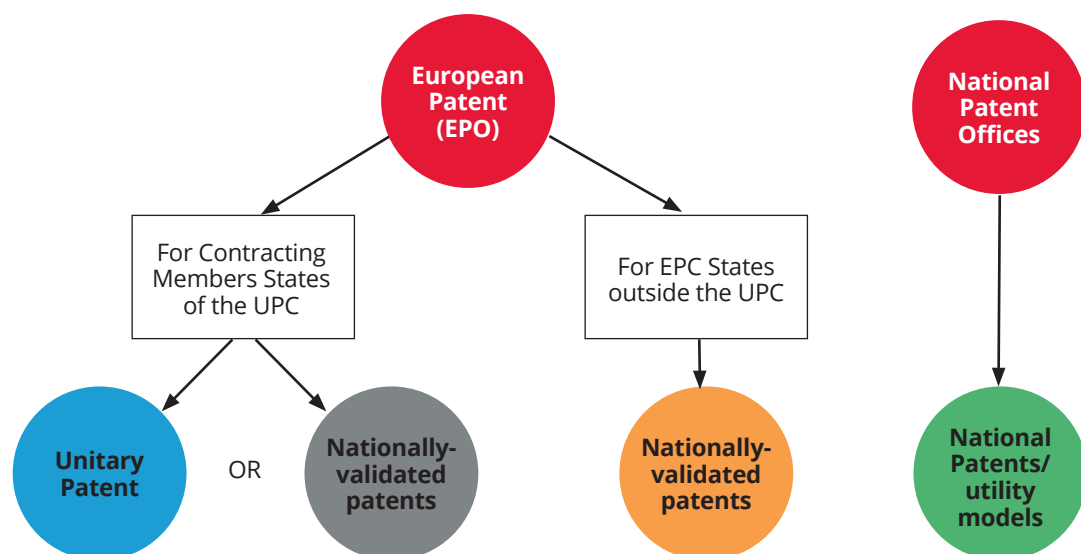 European
Patent
(EPO)
National
Patent
Offices
For Contracting
Members States
of the UPC
For EPC States
outside the UPC
Unitary
Patent
OR
Nationally-
validated
patents
Nationally-
validated
patents
National
Patents/
utility
models